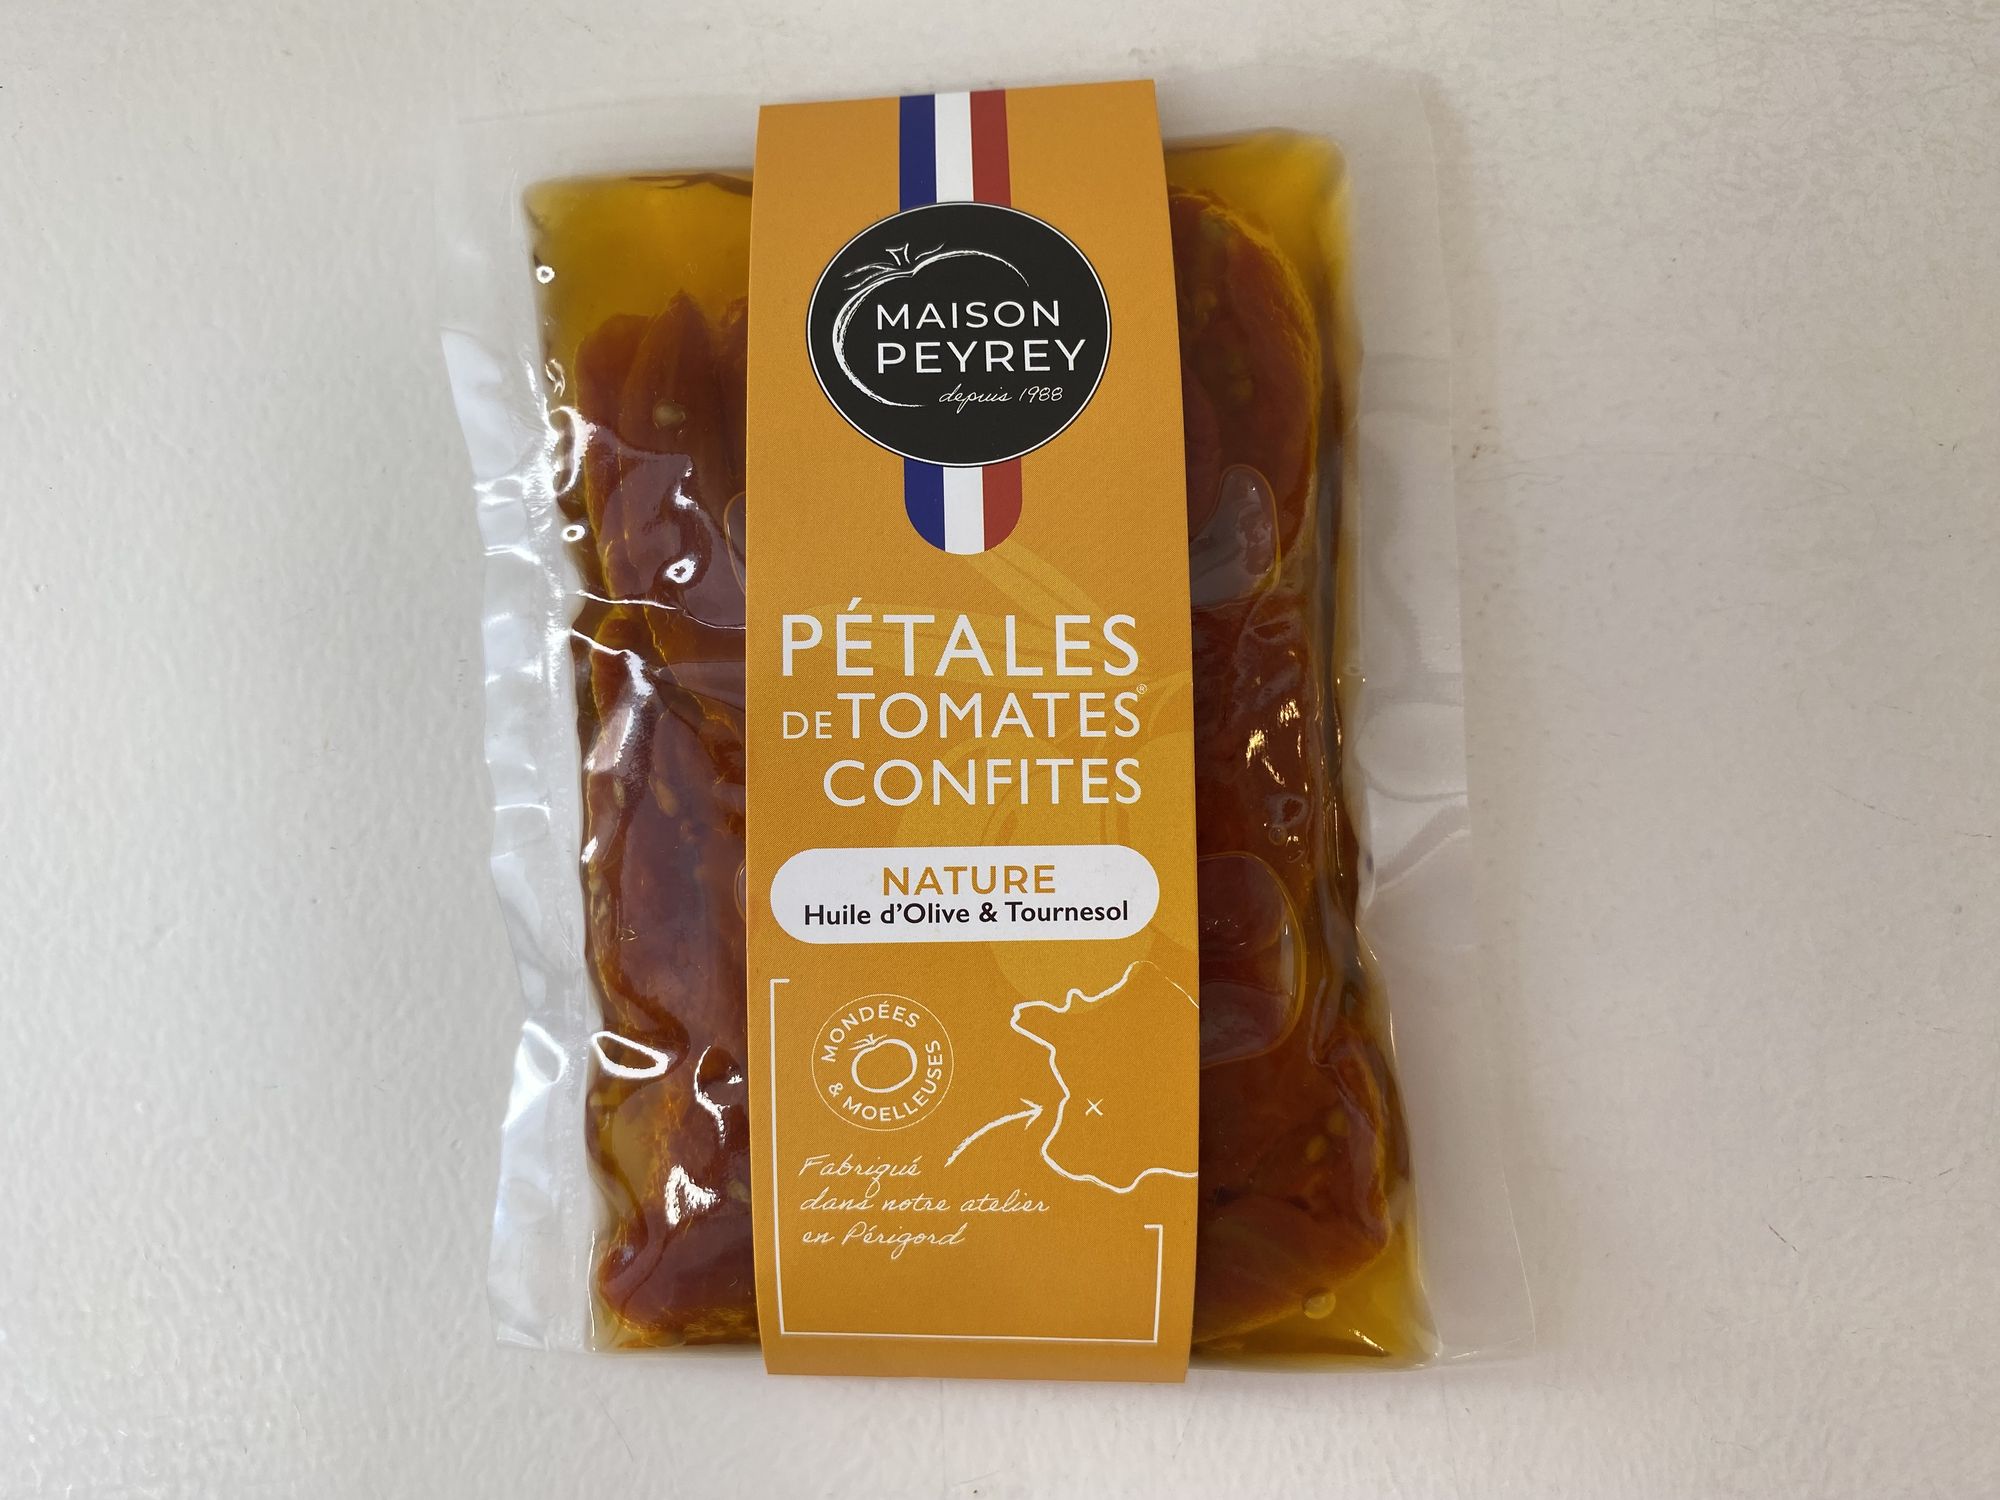 MAISON
PEYREY
depuis 1988
PÉTALES
DE TOMATES®
CONFITES
NATURE
Huile d'Olive & Tournesol
MONDÉES
& MOELLEUSES
Fabriqué
dans notre atelier
en Périgord